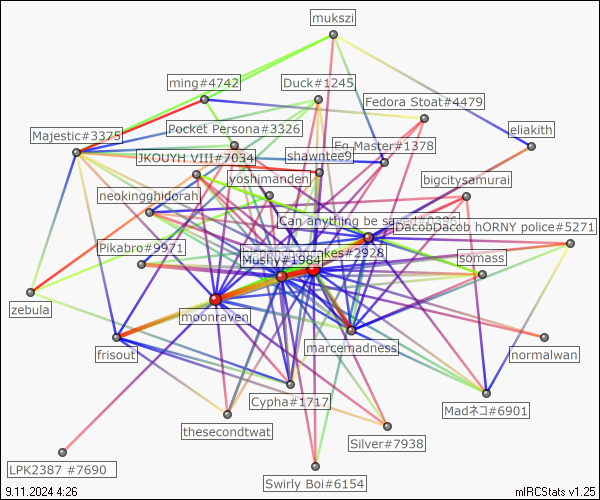 mukszi
ming#4742
Duck#1245
Fedora Stoat#4479
Pocket Persona#3326
eliakith
Majestic#3375
Eg Master#1378
JKOUYH VIII#7034
shawntee9
yoshimanden
bigcitysamurai
neokingghidorah
Can anything be saved
DacobDacob hORNY police#5271
Pikabro#9971
Mushy#1984
kes#2928
somass
zebula
moonraven
marcemadness
frisout
normalwan
Cypha#1717
Madネコ#6901
thesecondtwat
Silver#7938
LPK2387 #7690
Swirly Boi#6154
9.11.2024 4:26
mIRCStats v1.25